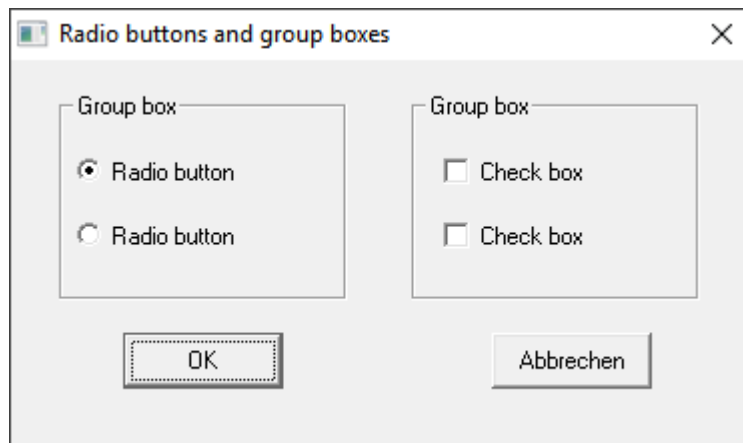 Radio buttons and group boxes
Group box
Radio button
Radio button
Group box
Check box
Check box
OK
Abbrechen